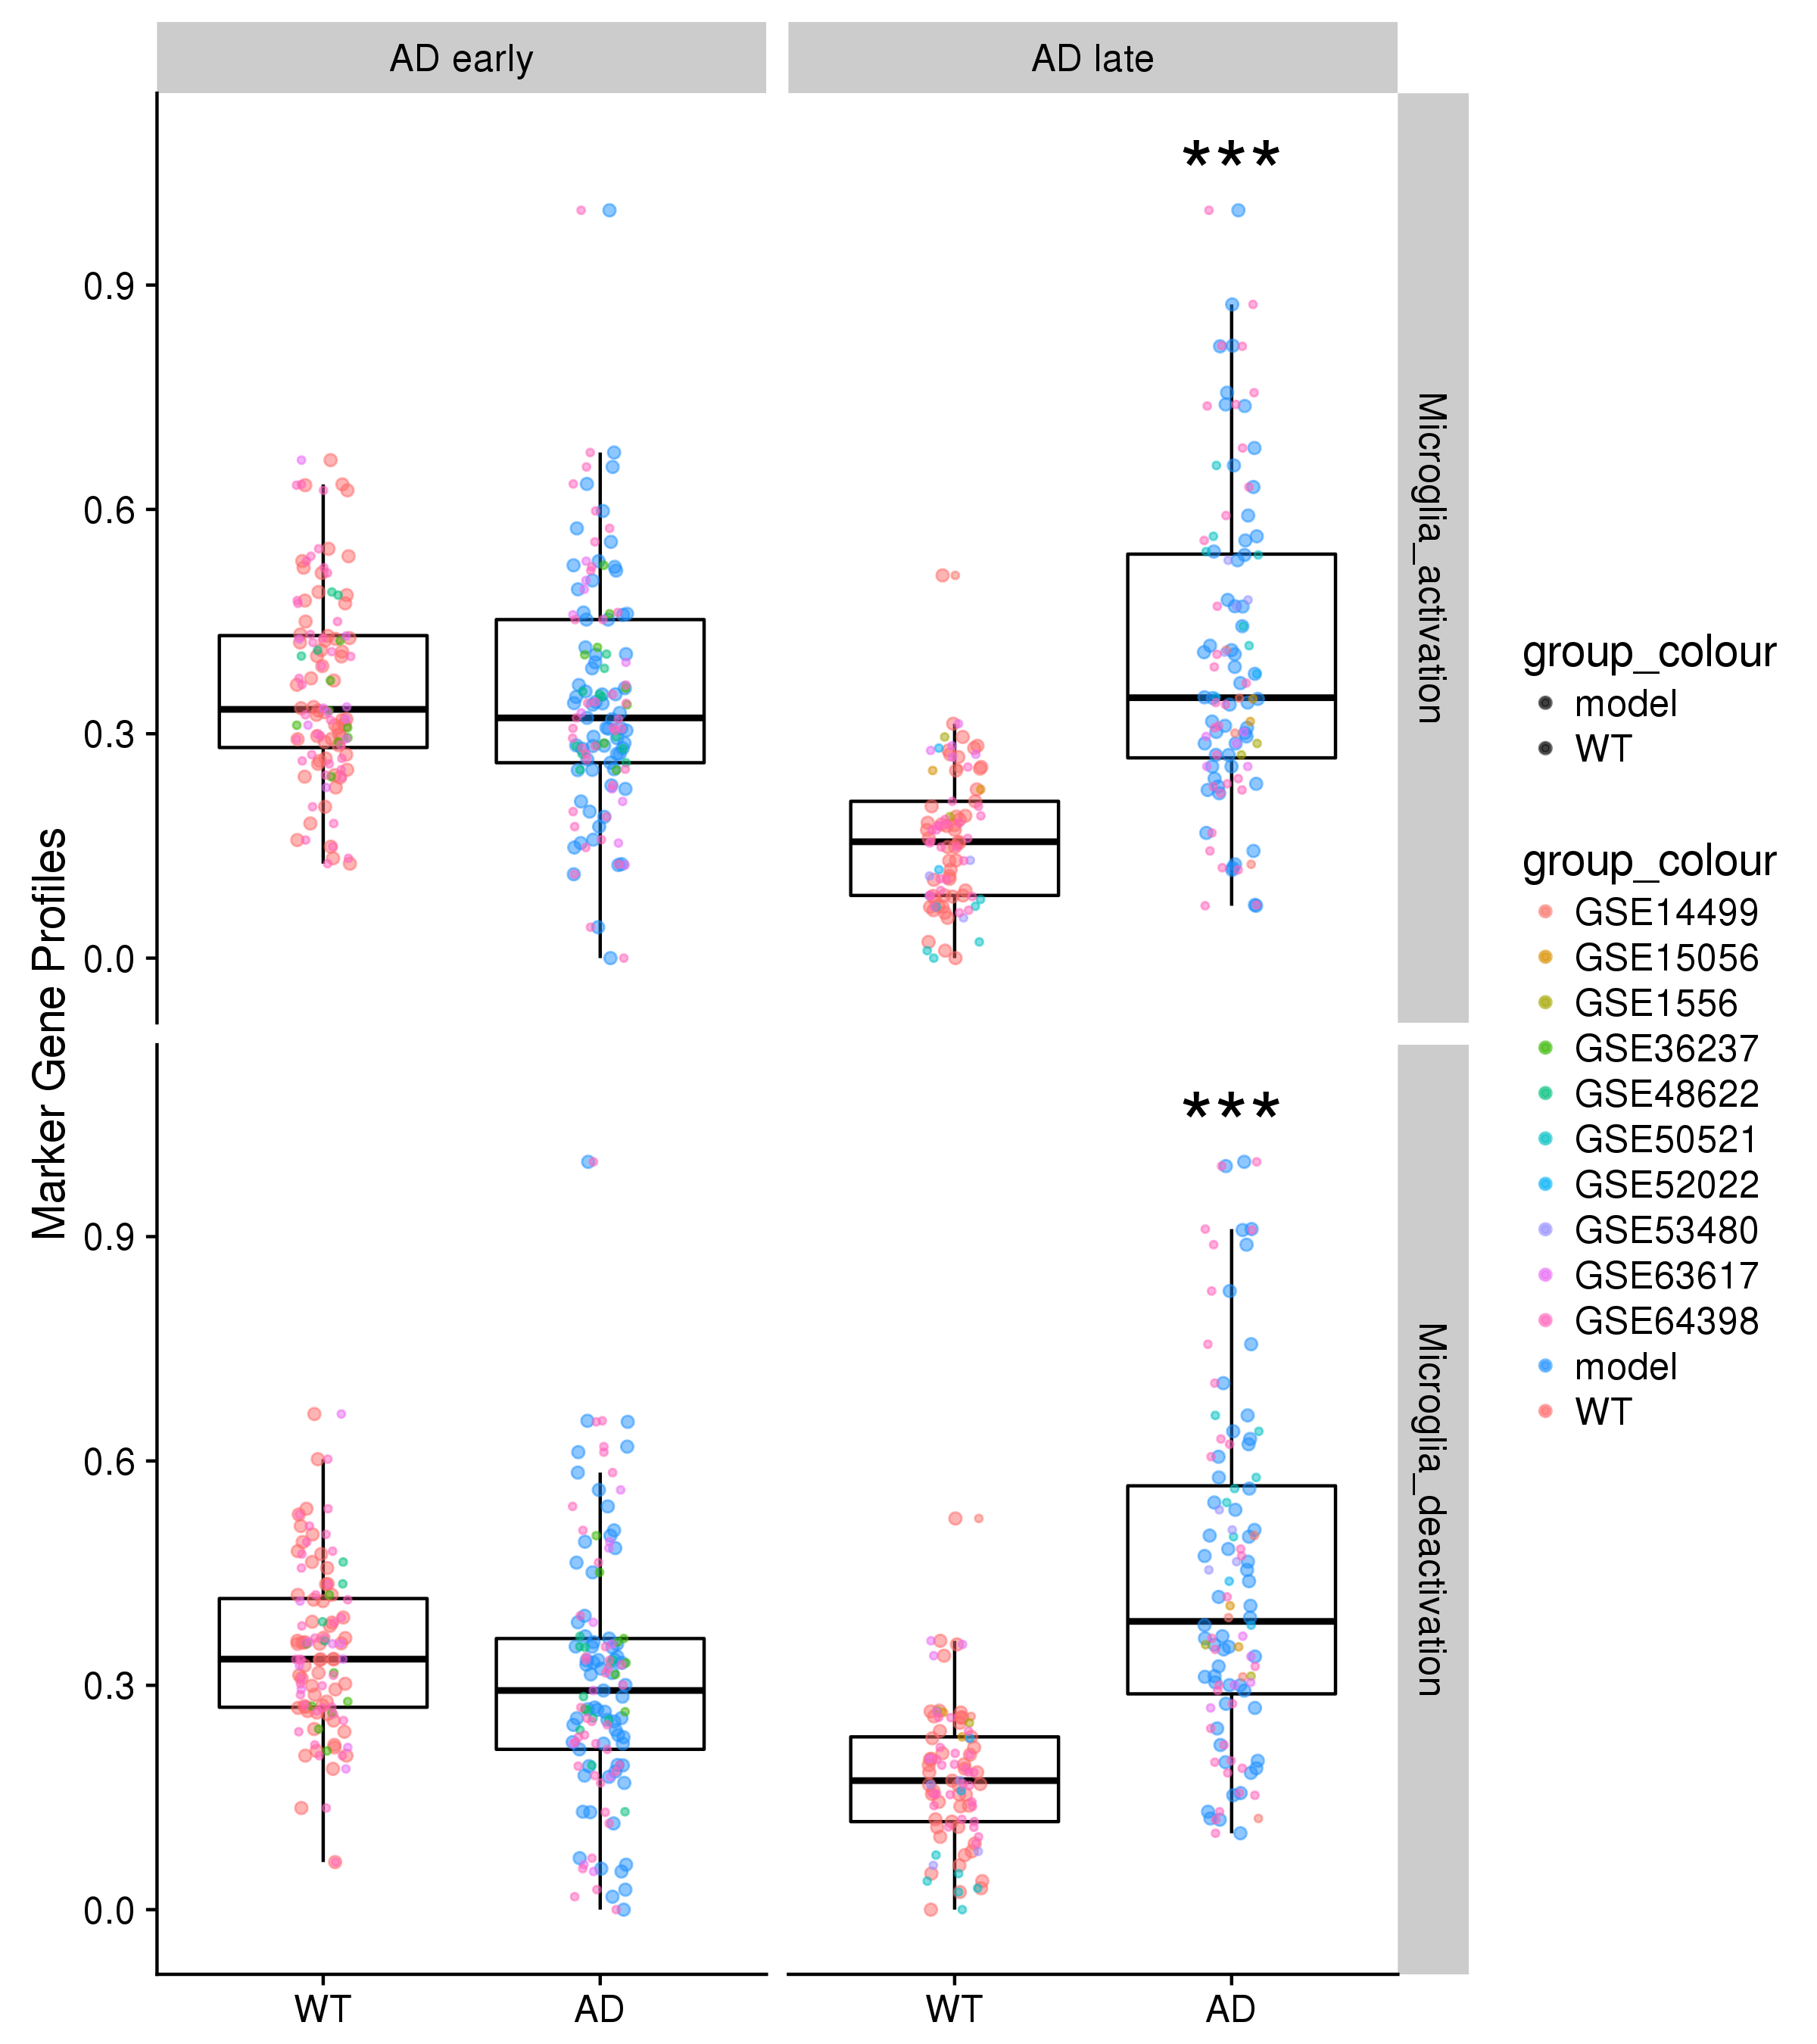 AD early
AD late
***
0.9
0.6
0.3
0.0
Microglia_activation
Marker Gene Profiles
***
0.9
0.6
0.3
0.0
Microglia_deactivation
WT
AD
WT
AD
group_colour
model
WT
group_colour
GSE14499
GSE15056
GSE1556
GSE36237
GSE48622
GSE50521
GSE52022
GSE53480
GSE63617
GSE64398
model
WT